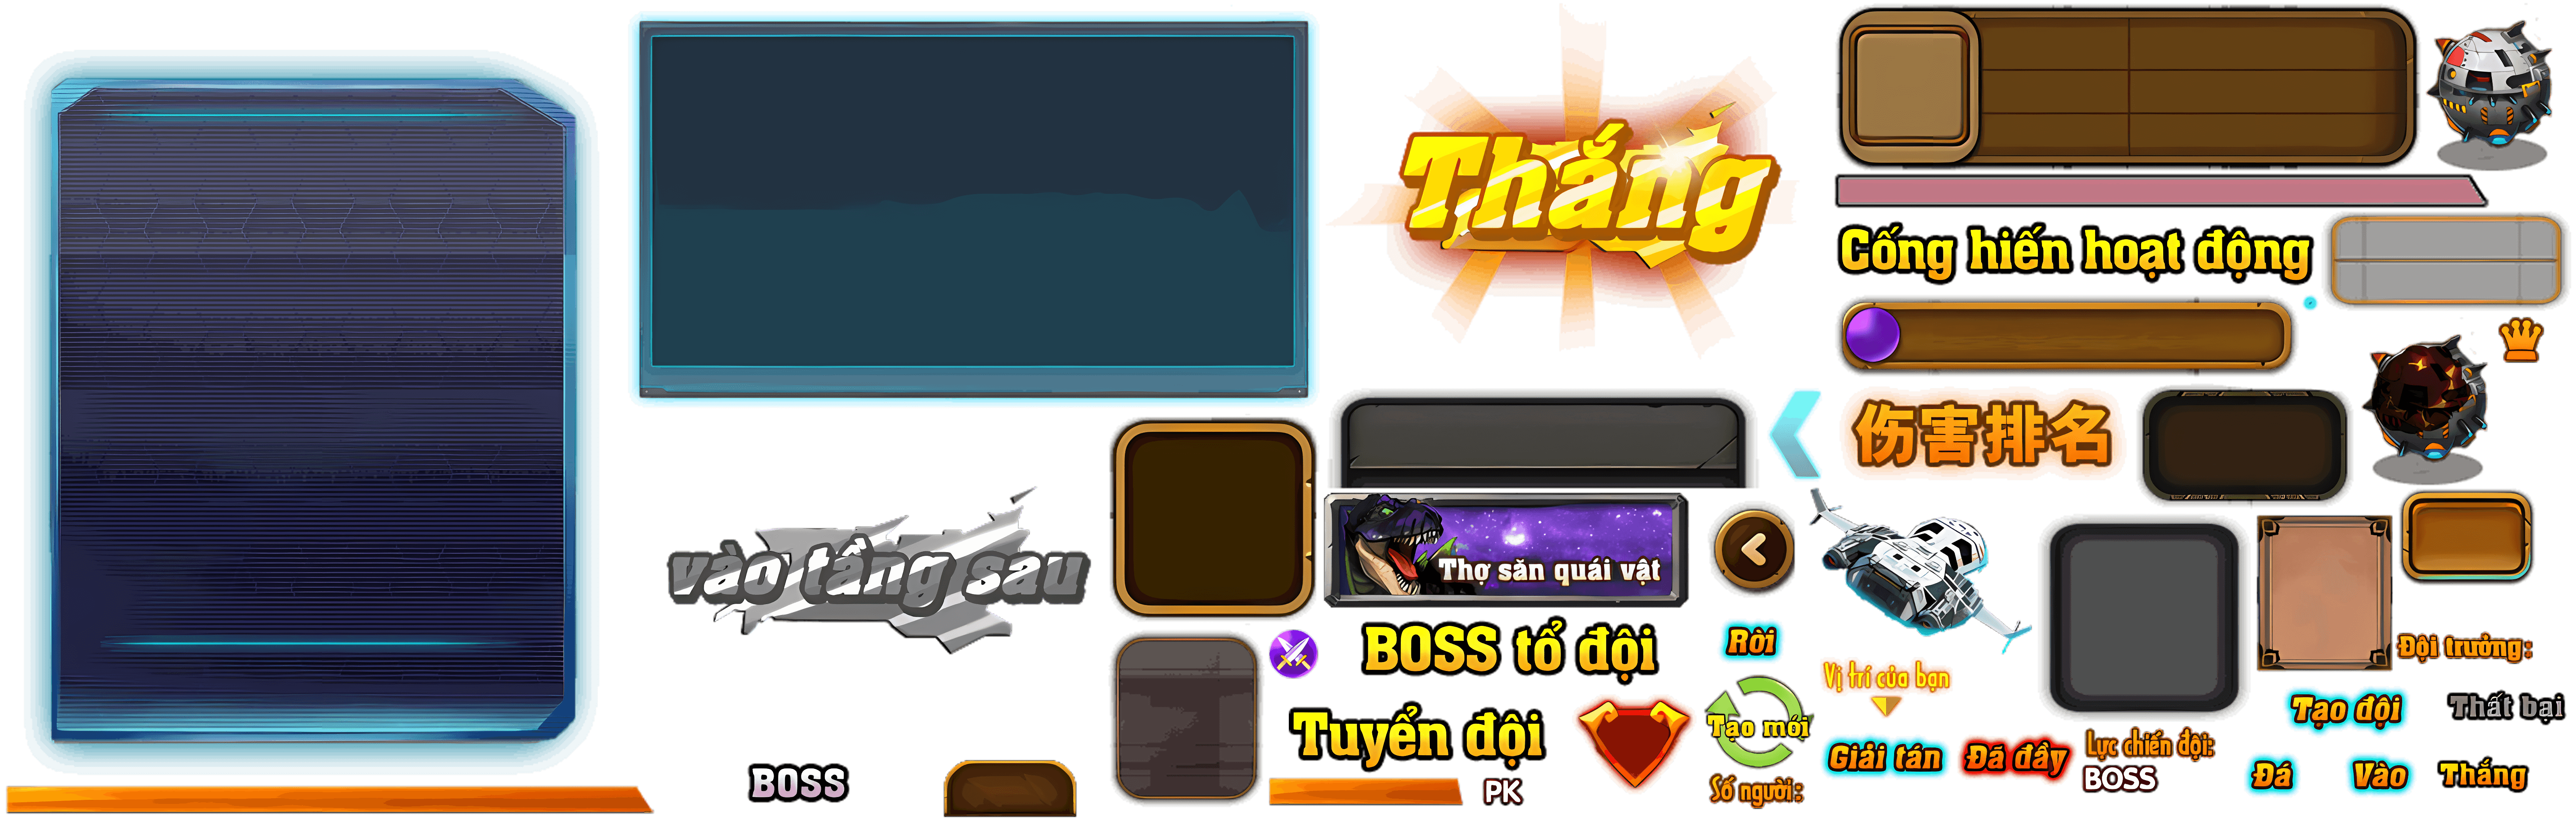 Thắng
Cống hiến hoạt động
伤害排名
vào tầng sau
Thợ săn quái vật
BOSS tổ đội
Rời
Vị trí của bạn
Đội trưởng:
Tuyển đội
Tạo mới
Tạo đội
Thất bại
Giải tán
Đá đầy
Lực chiến đội:
BOSS
BOSS
PK
Số người:
Đá
Vào
Thắng